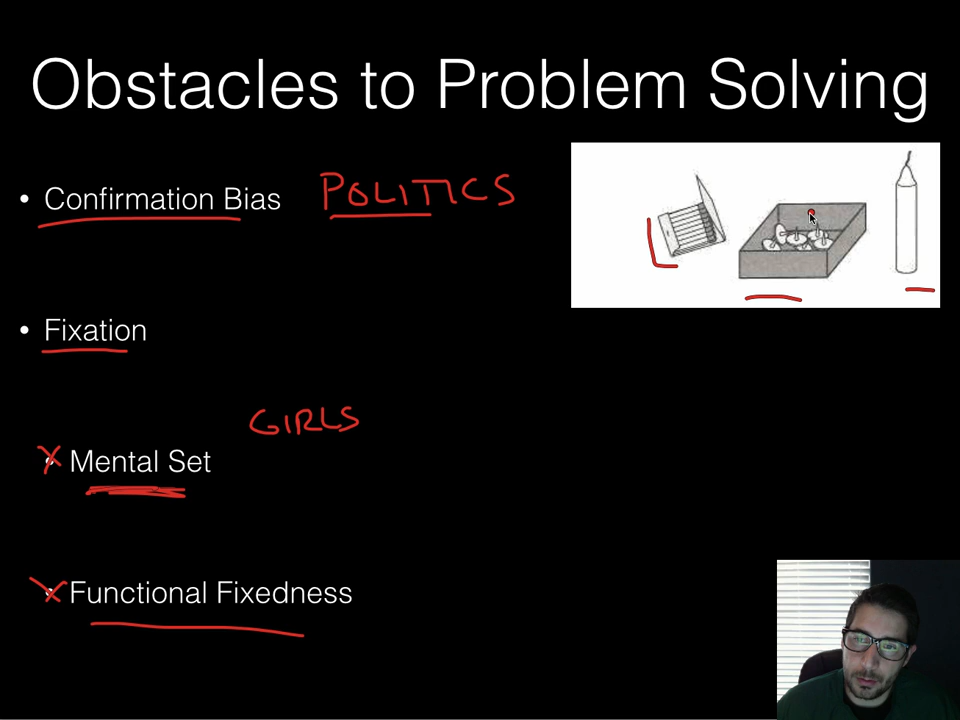 Obstacles to Problem Solving
• Confirmation Bias POLITICS
• Fixation
GIRLS
• Mental Set
• Functional Fixedness